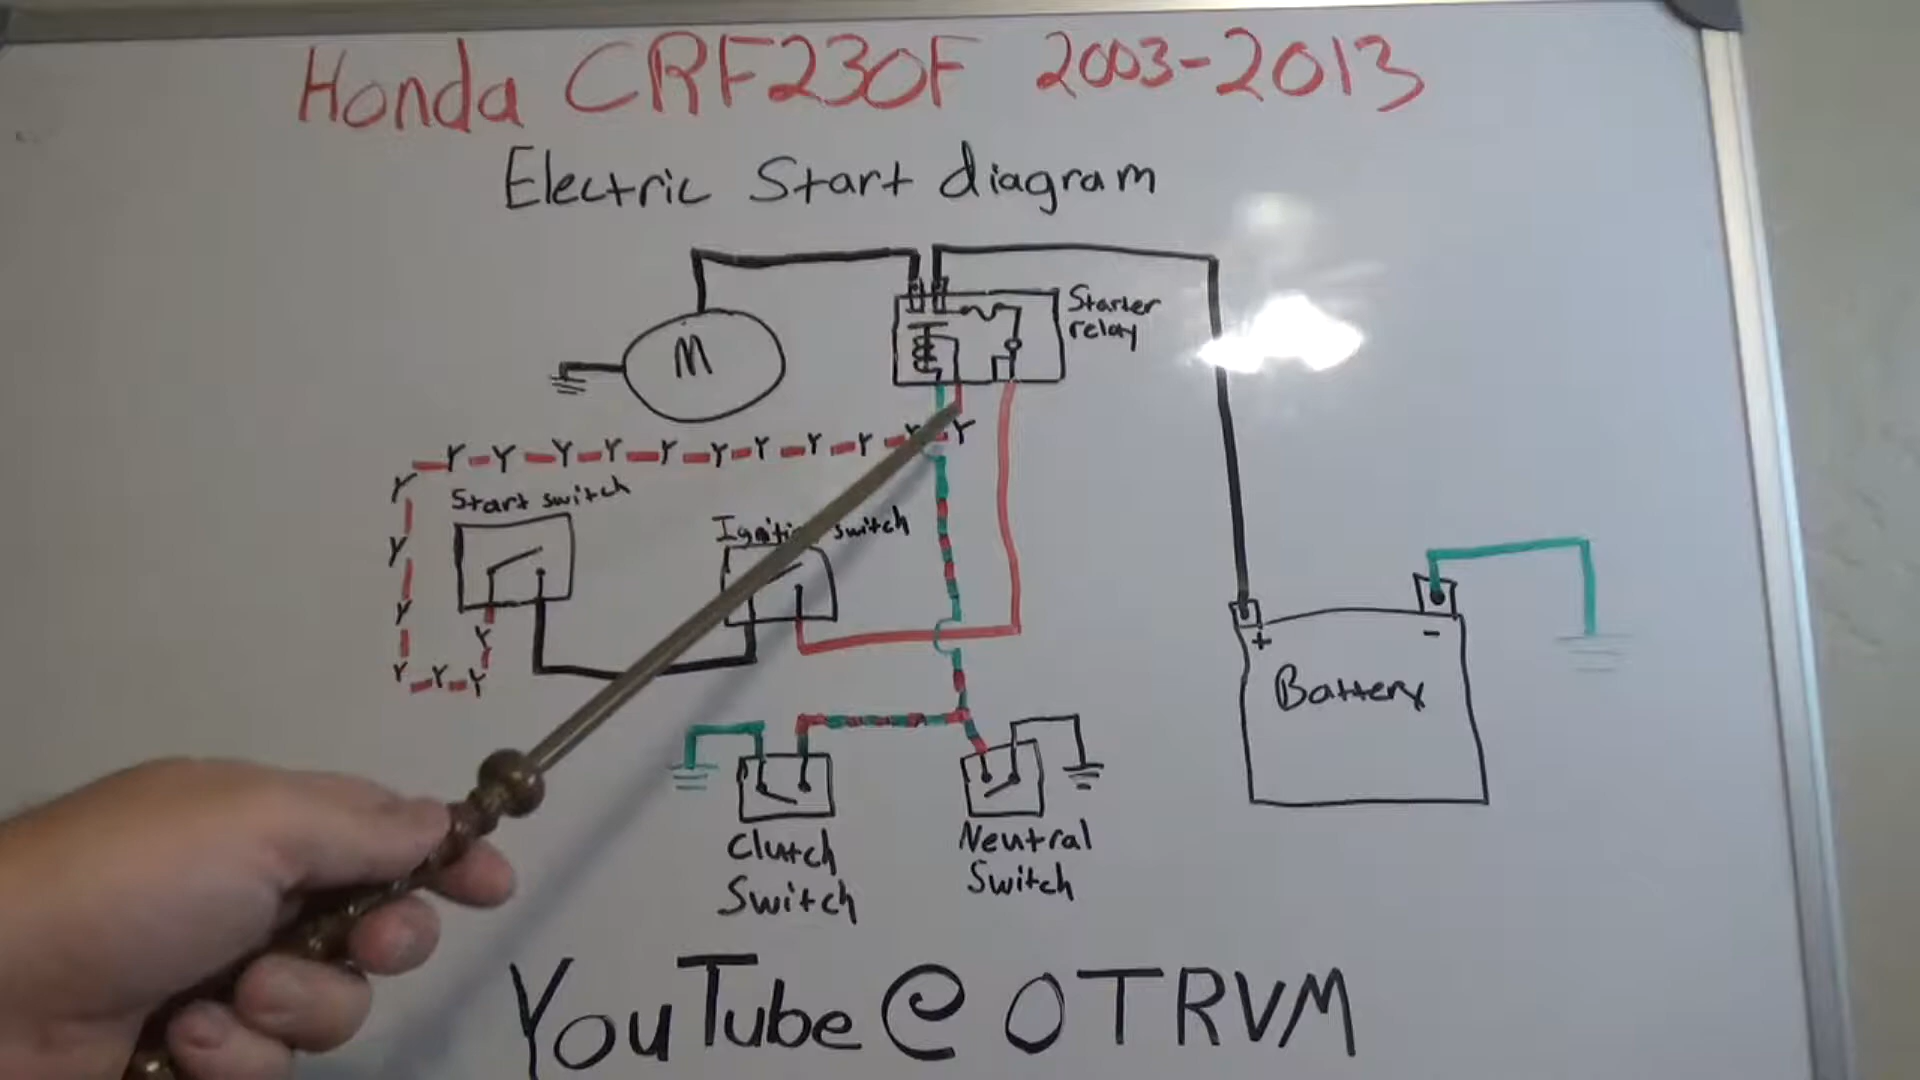 Honda CRF230F 2003-2013
Electric Start diagram
Starter
relay
M
Y Y Y Y Y Y Y Y Y Y Y
Start switch
switch
Y
Y
Y
Y Y Y
Y
+
-
Battery
Clutch
Switch
Neutral
Switch
YouTube@OTRVM